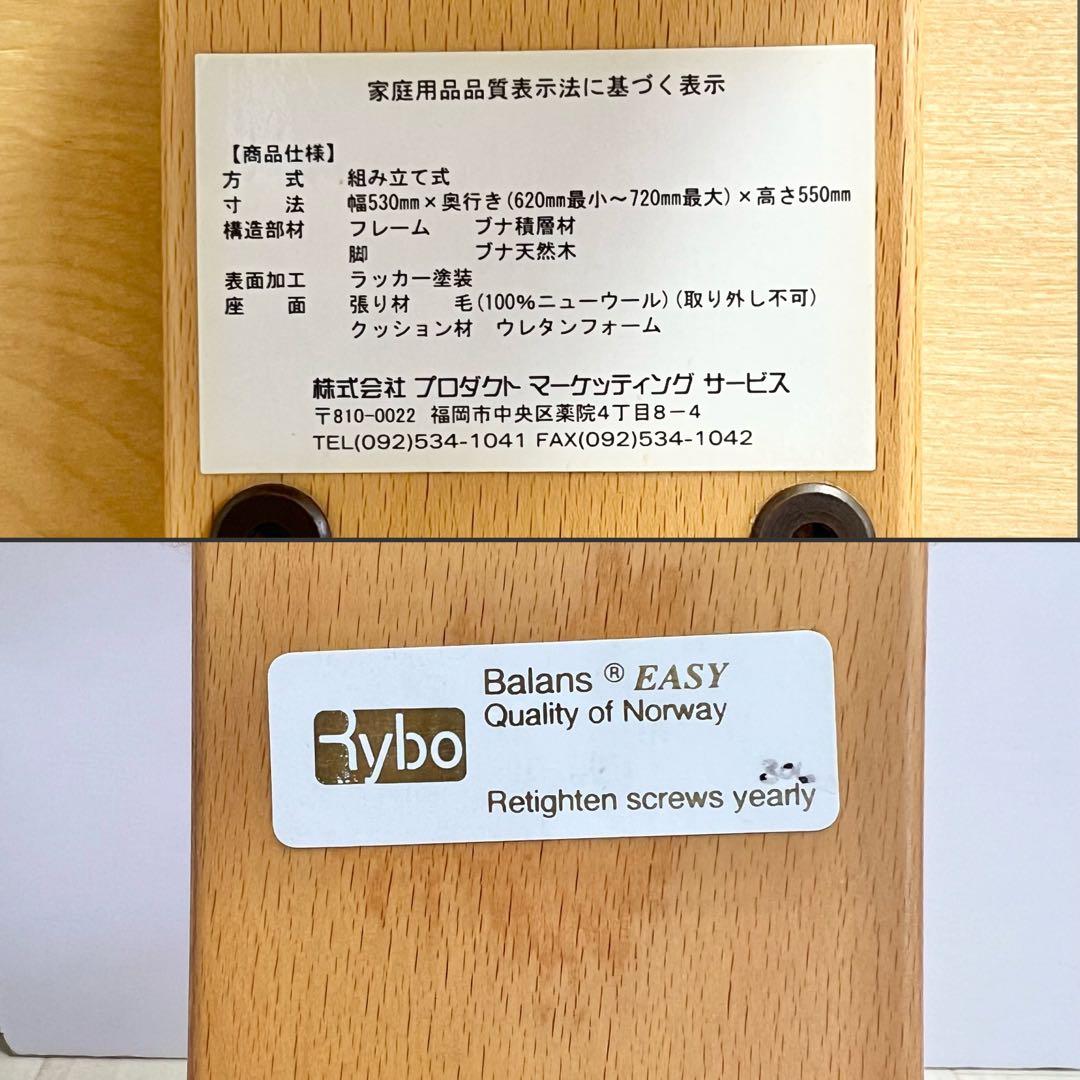 家庭用品品質表示法に基づく表示
【商品仕様】
方 式 組み立て式
寸 法 幅530mm×奥行き(620mm最小〜720mm最大)×高さ550mm
構造部材 フレーム ブナ積層材
脚 ブナ天然木
表面加工 ラッカー塗装
座 面 張り材 毛(100%ニューウール)(取り外し不可)
クッション材 ウレタンフォーム
株式会社 プロダクト マーケッティング サービス
〒810-0022 福岡市中央区薬院4丁目8-4
TEL(092)534-1041 FAX(092)534-1042
Rybo
Balans ® EASY
Quality of Norway
Retighten screws yearly